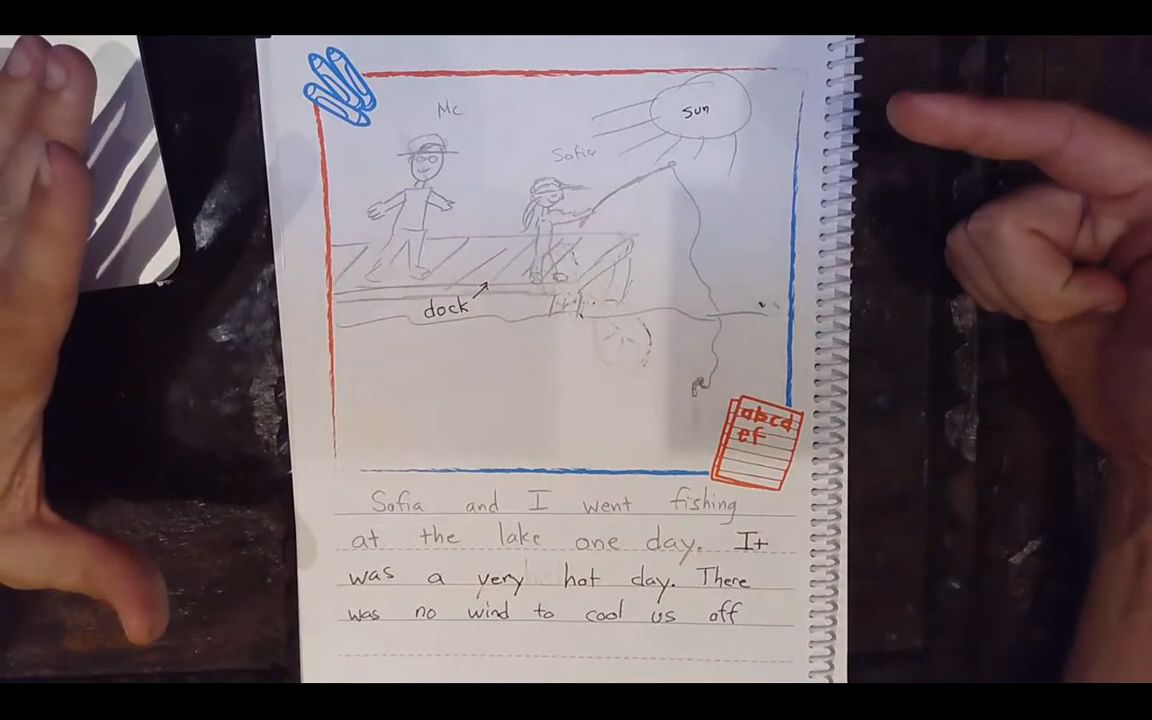 Me
sun
Sofia
dock
abcd
ef
Sofia and I went fishing
at the lake one day. It
was a very hot day. There
was no wind to cool us off